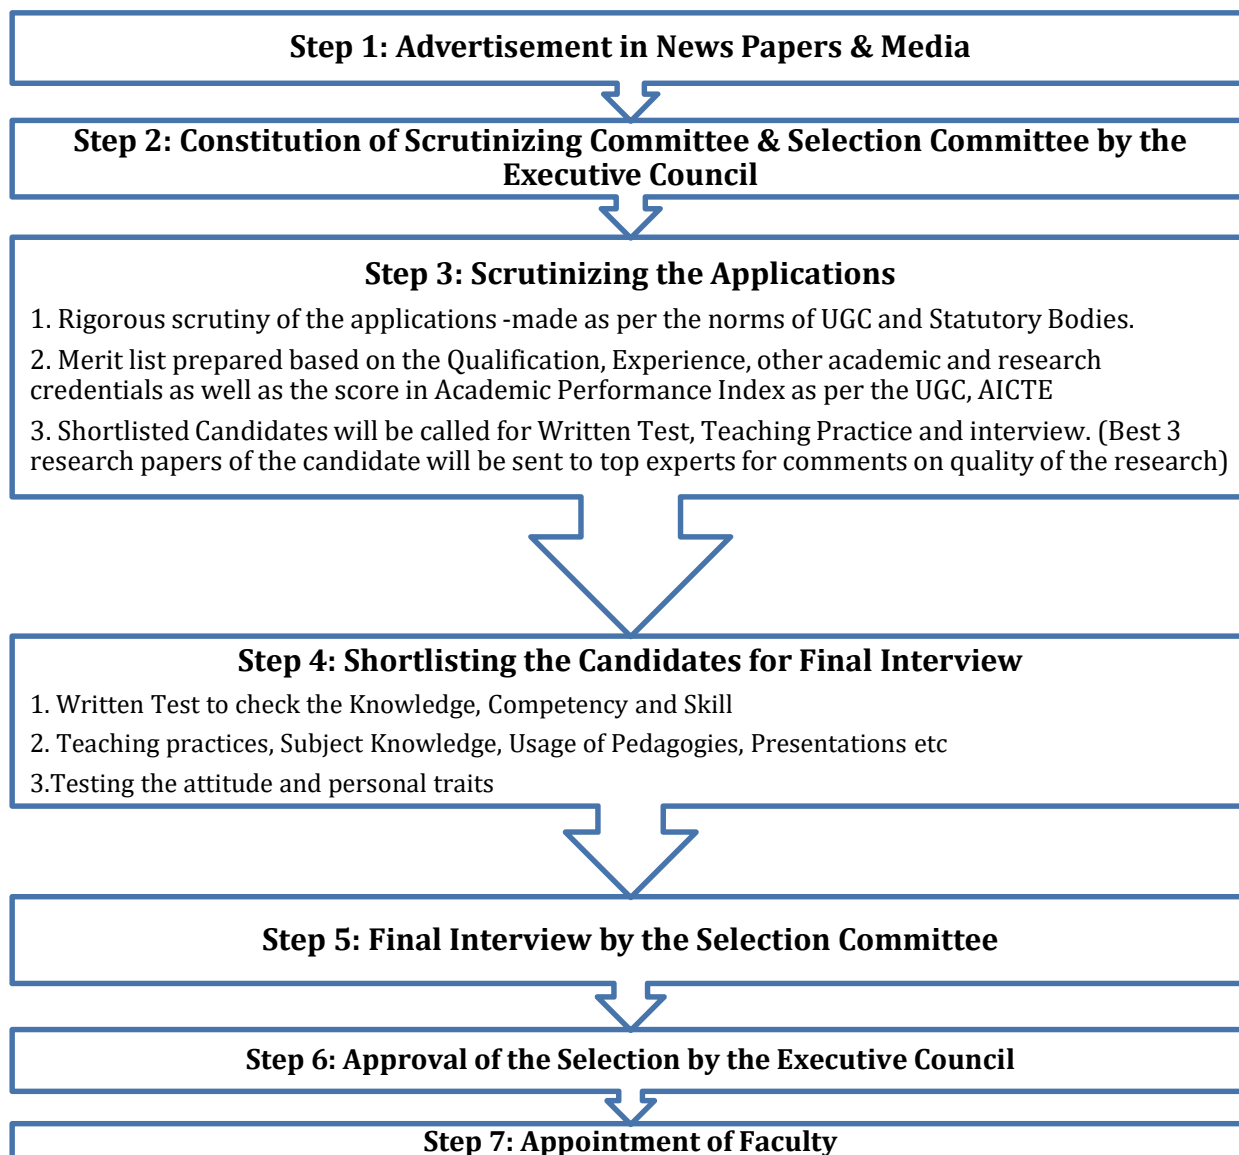 Step 1: Advertisement in News Papers & Media
Step 2: Constitution of Scrutinizing Committee & Selection Committee by the
Executive Council
Step 3: Scrutinizing the Applications
1. Rigorous scrutiny of the applications -made as per the norms of UGC and Statutory Bodies.
2. Merit list prepared based on the Qualification, Experience, other academic and research
credentials as well as the score in Academic Performance Index as per the UGC, AICTE
3. Shortlisted Candidates will be called for Written Test, Teaching Practice and interview. (Best 3
research papers of the candidate will be sent to top experts for comments on quality of the research)
Step 4: Shortlisting the Candidates for Final Interview
1. Written Test to check the Knowledge, Competency and Skill
2. Teaching practices, Subject Knowledge, Usage of Pedagogies, Presentations etc
3.Testing the attitude and personal traits
Step 5: Final Interview by the Selection Committee
Step 6: Approval of the Selection by the Executive Council
Step 7: Appointment of Faculty